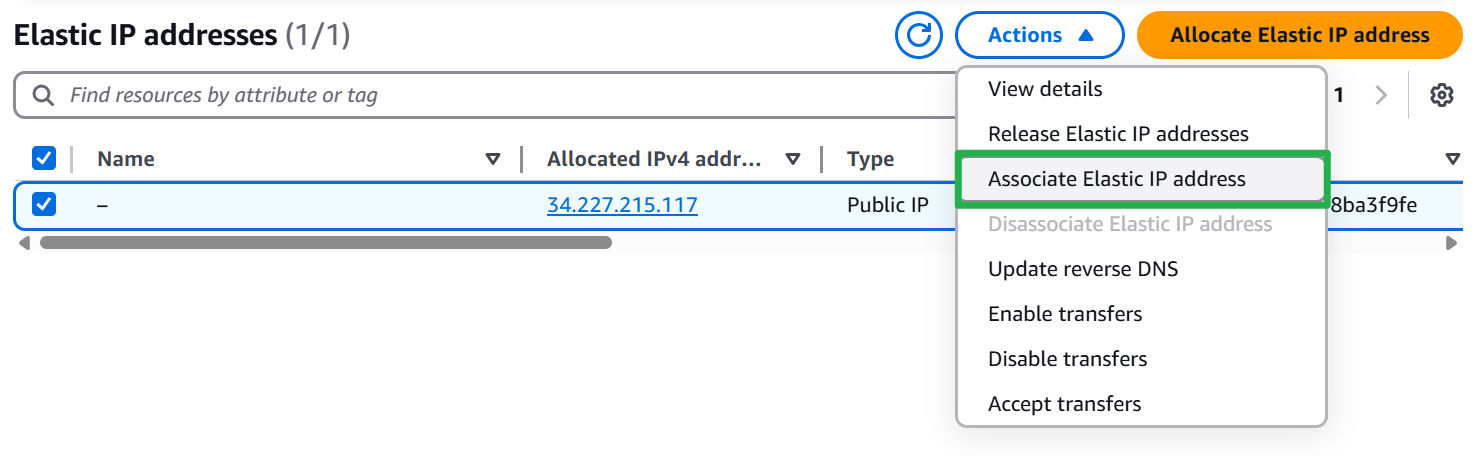 Elastic IP addresses (1/1)
Actions
Allocate Elastic IP address
Find resources by attribute or tag
1
Name
Allocated IPv4 addr...
Type
–
34.227.215.117
Public IP
8ba3f9fe
View details
Release Elastic IP addresses
Associate Elastic IP address
Disassociate Elastic IP address
Update reverse DNS
Enable transfers
Disable transfers
Accept transfers